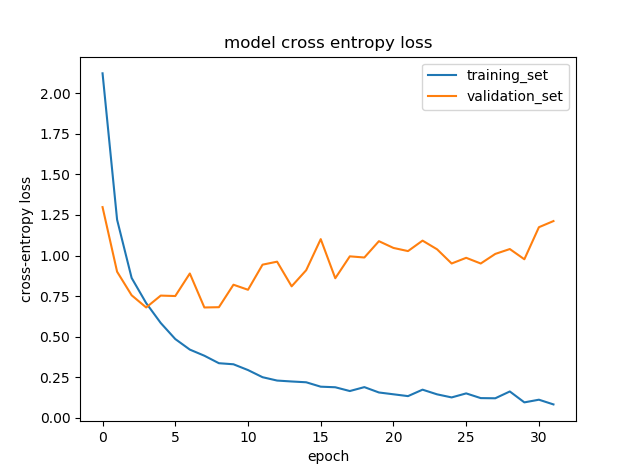 model cross entropy loss
training_set
validation_set
2.00
1.75
1.50
1.25
1.00
0.75
0.50
0.25
0.00
cross-entropy loss
0 5 10 15 20 25 30
epoch